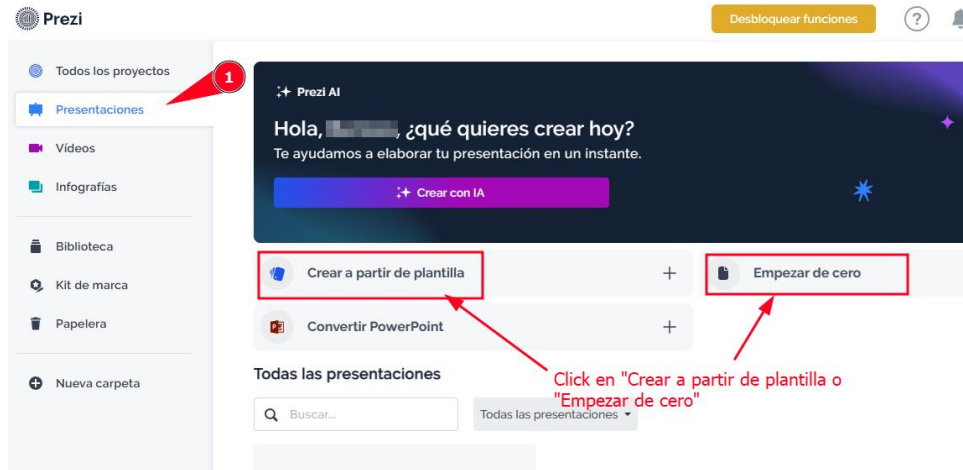 Prezi
Desbloquear funciones
?
Todos los proyectos
Presentaciones
Vídeos
Infografías
Biblioteca
Kit de marca
Papelera
Nueva carpeta
1
Prezi AI
Hola, , ¿qué quieres crear hoy?
Te ayudamos a elaborar tu presentación en un instante.
Crear con IA
Crear a partir de plantilla +
Empezar de cero
Convertir PowerPoint +
Todas las presentaciones
Click en "Crear a partir de plantilla o
"Empezar de cero"
Buscar...
Todas las presentaciones